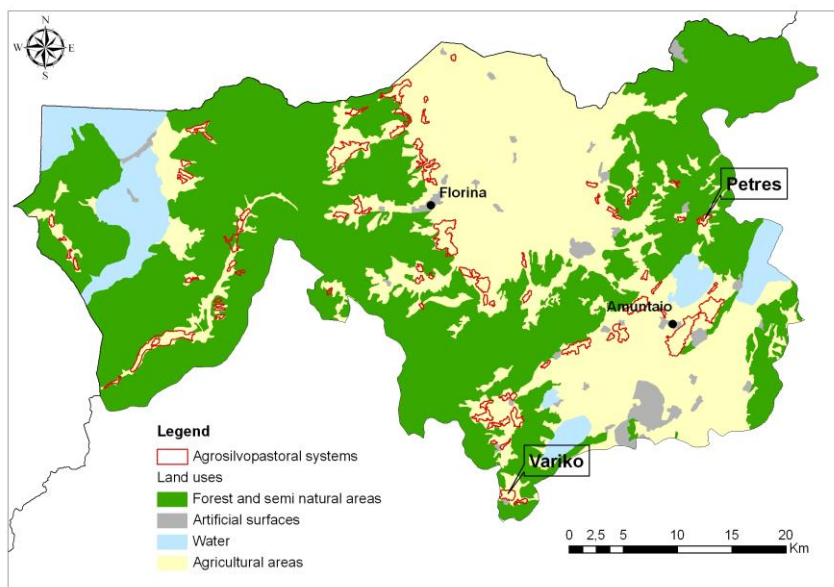 N
W E
S
Florina
Petres
Amuntaio
Variko
Legend
Agrosilvopastoral systems
Land uses
Forest and semi natural areas
Artificial surfaces
Water
Agricultural areas
0 2,5 5 10 15 20
Km